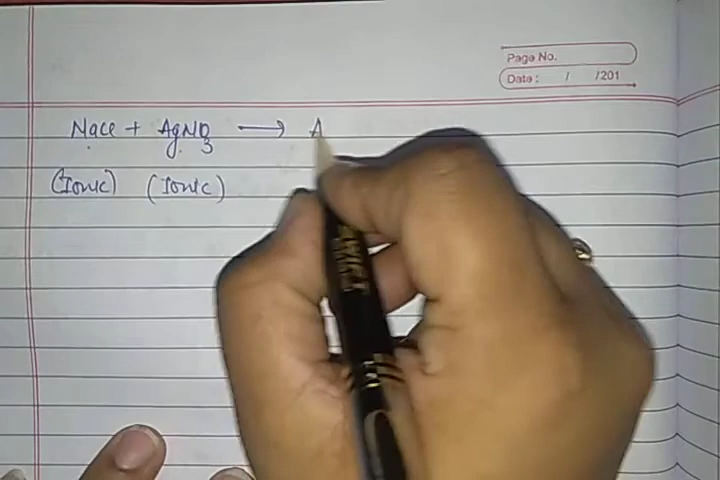 Page No.
Date : / /201
NaCl + AgNO3 → A
(Ionic) (Ionic)